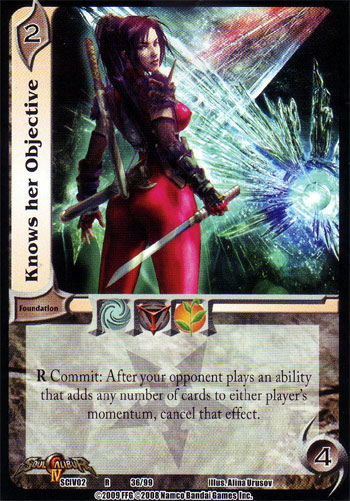 2
Knows her Objective
Foundation
R Commit: After your opponent plays an ability
that adds any number of cards to either player's
momentum, cancel that effect.
4
SOULCALIBUR
IV
SCIV02 R 36/99 Illus. Alina Urusov
©2009 FFG ©2008 Namco Bandai Games Inc.